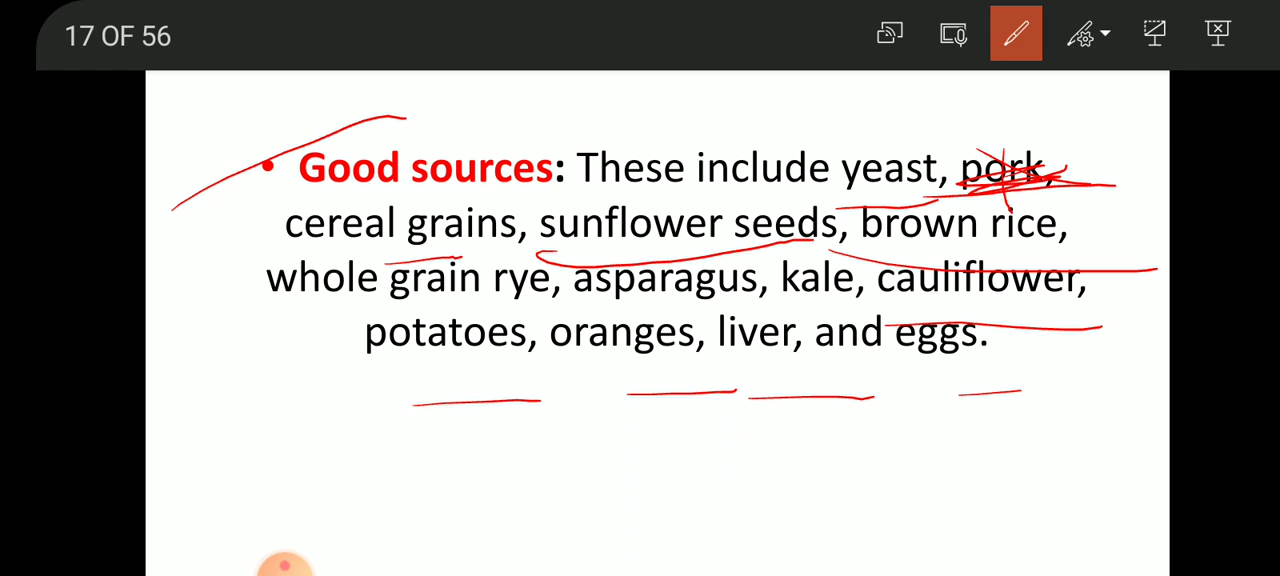 17 OF 56
• Good sources: These include yeast, pork,
cereal grains, sunflower seeds, brown rice,
whole grain rye, asparagus, kale, cauliflower,
potatoes, oranges, liver, and eggs.